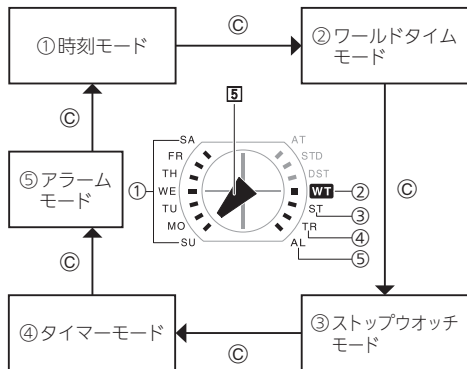 ①時刻モード
Ⓒ
②ワールドタイム
モード
Ⓒ
5
Ⓒ
⑤アラーム
モード
①
SA
FR
TH
WE
TU
MO
SU
AT
STD
DST
WT ②
ST ③
TR ④
AL ⑤
Ⓒ
Ⓒ
④タイマーモード
③ストップウオッチ
モード